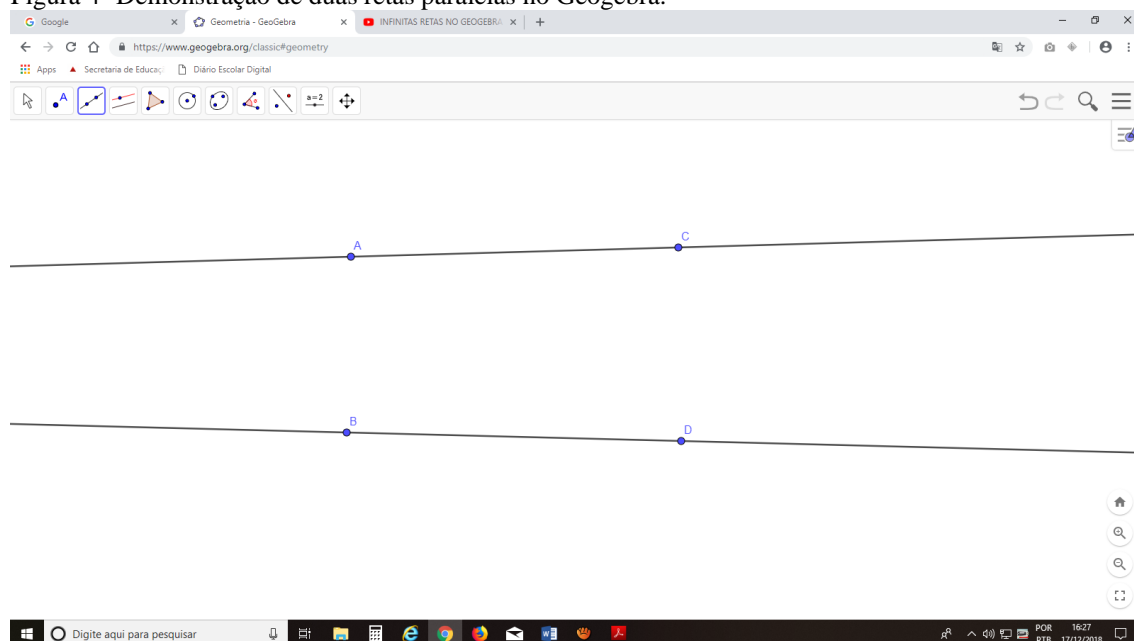 Figura 4- Demonstração de duas retas paralelas no Geogebra.
Google
Geometria - GeoGebra
INFINITAS RETAS NO GEOGEBRA
https://www.geogebra.org/classic#geometry
Apps
Secretaria de Educaç
Diário Escolar Digital
A
a=2
A
C
B
D
Digite aqui para pesquisar
POR
PTB
16:27
17/12/2018